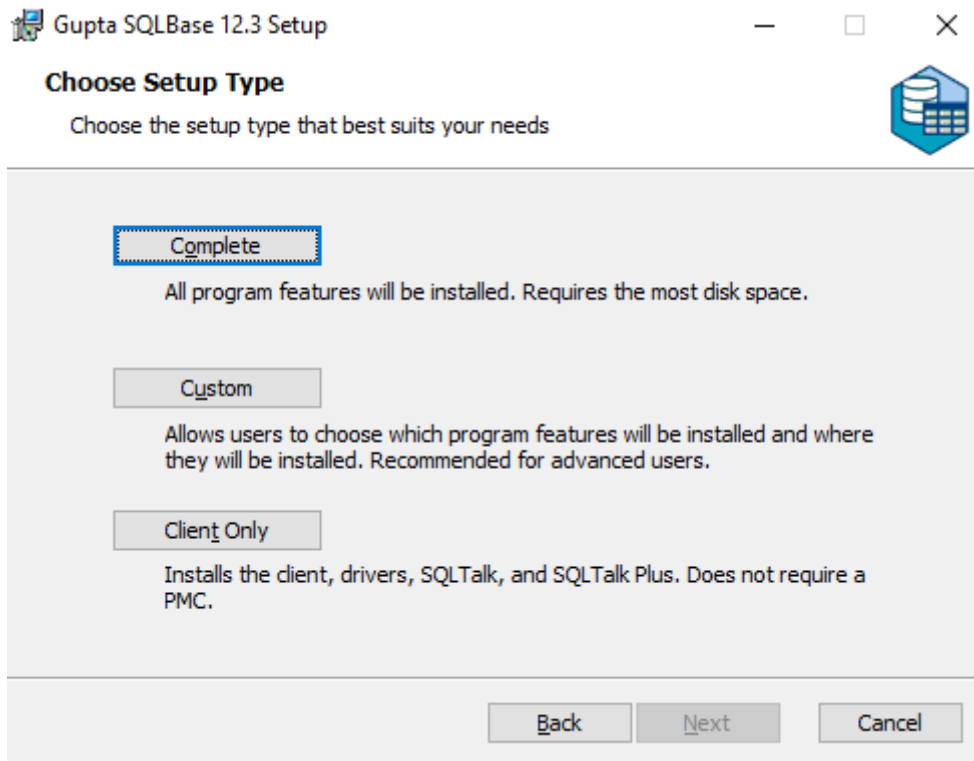 Gupta SQLBase 12.3 Setup
Choose Setup Type
Choose the setup type that best suits your needs
Complete
All program features will be installed. Requires the most disk space.
Custom
Allows users to choose which program features will be installed and where
they will be installed. Recommended for advanced users.
Client Only
Installs the client, drivers, SQLTalk, and SQLTalk Plus. Does not require a
PMC.
Back Next Cancel